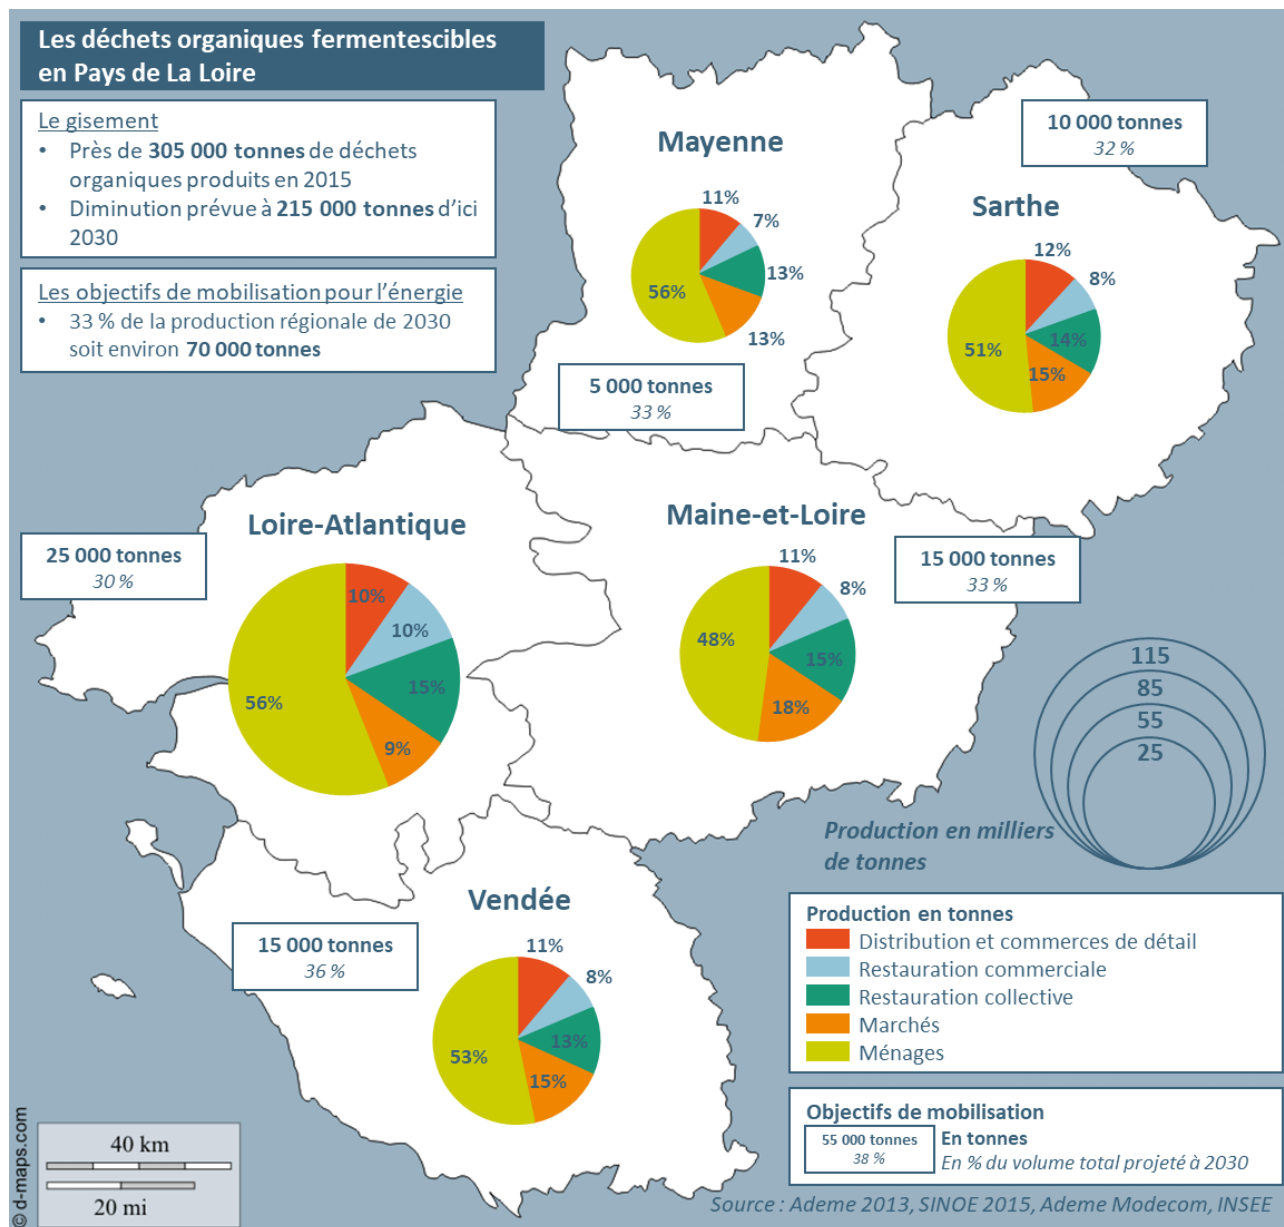 Les déchets organiques fermentescibles
en Pays de La Loire
Le gisement
• Près de 305 000 tonnes de déchets
organiques produits en 2015
• Diminution prévue à 215 000 tonnes d'ici
2030
Les objectifs de mobilisation pour l'énergie
• 33 % de la production régionale de 2030
soit environ 70 000 tonnes
Mayenne
11%
7%
13%
13%
56%
5 000 tonnes
33 %
10 000 tonnes
32 %
Sarthe
12%
8%
14%
15%
51%
Loire-Atlantique
25 000 tonnes
30 %
10%
10%
15%
9%
56%
Maine-et-Loire
11%
8%
15%
18%
48%
15 000 tonnes
33 %
Vendée
15 000 tonnes
36 %
11%
8%
13%
15%
53%
115
85
55
25
Production en milliers
de tonnes
Production en tonnes
Distribution et commerces de détail
Restauration commerciale
Restauration collective
Marchés
Ménages
Objectifs de mobilisation
55 000 tonnes
38 %
En tonnes
En % du volume total projeté à 2030
40 km
20 mi
© d-maps.com
Source : Ademe 2013, SINOE 2015, Ademe Modecom, INSEE